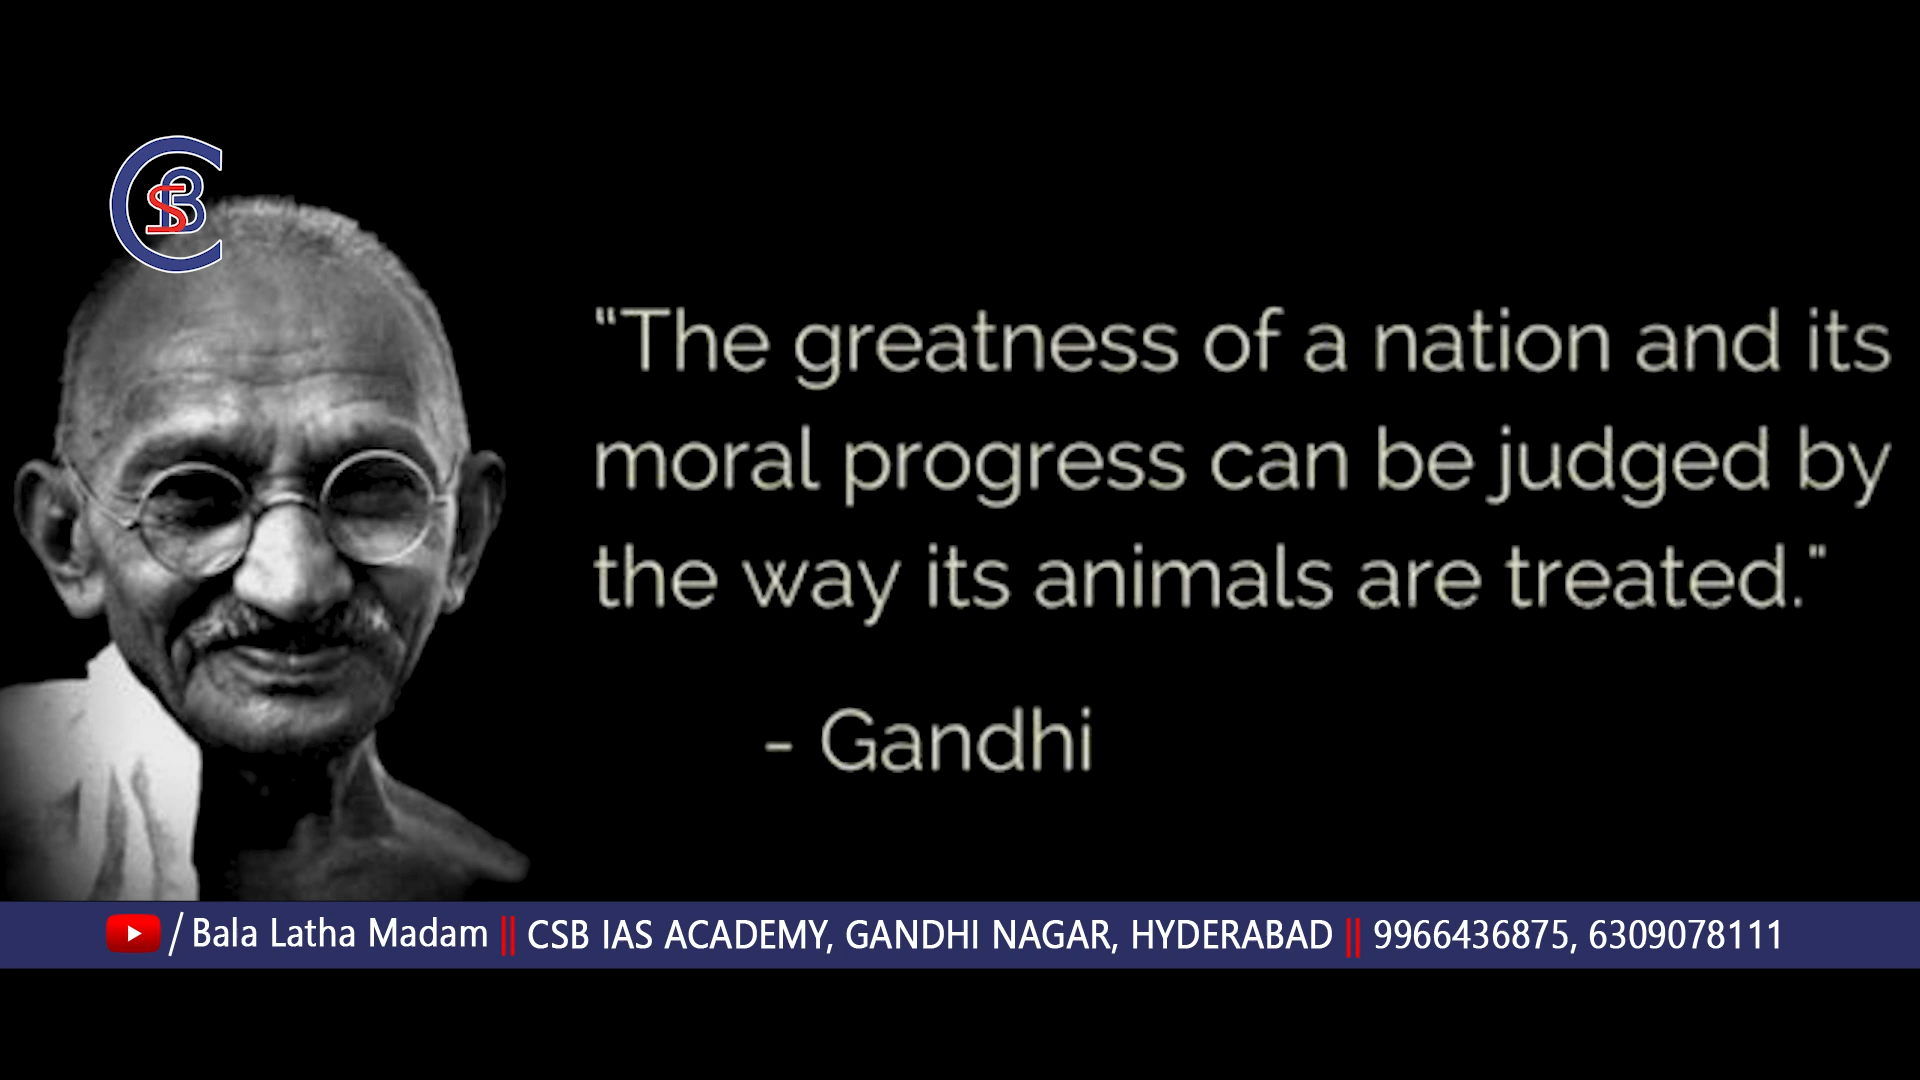 CSB
“The greatness of a nation and its
moral progress can be judged by
the way its animals are treated.”
- Gandhi
/ Bala Latha Madam || CSB IAS ACADEMY, GANDHI NAGAR, HYDERABAD || 9966436875, 6309078111